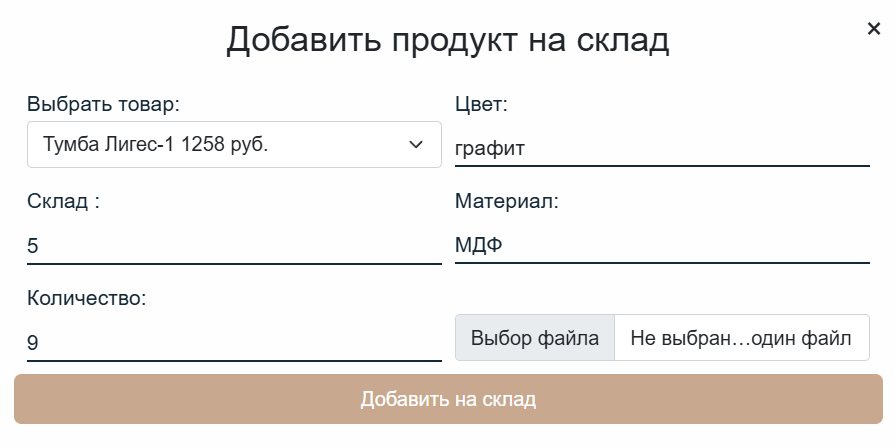 Добавить продукт на склад
×
Выбрать товар:
Тумба Лигес-1 1258 руб.
Цвет:
графит
Склад :
5
Материал:
МДФ
Количество:
9
Выбор файла
Не выбран…один файл
Добавить на склад